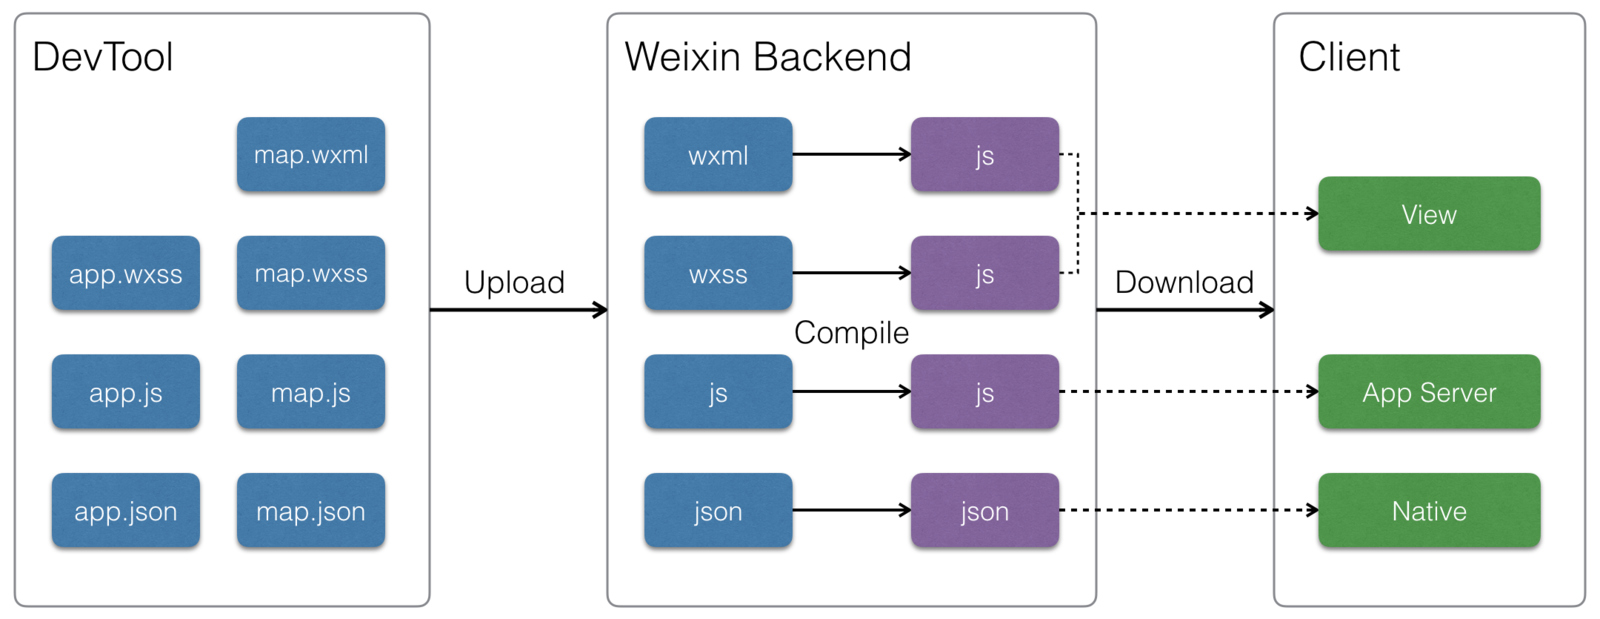 DevTool
map.wxml
app.wxss
map.wxss
app.js
map.js
app.json
map.json
Upload
Weixin Backend
wxml
js
wxss
js
Compile
js
js
json
json
Download
Client
View
App Server
Native